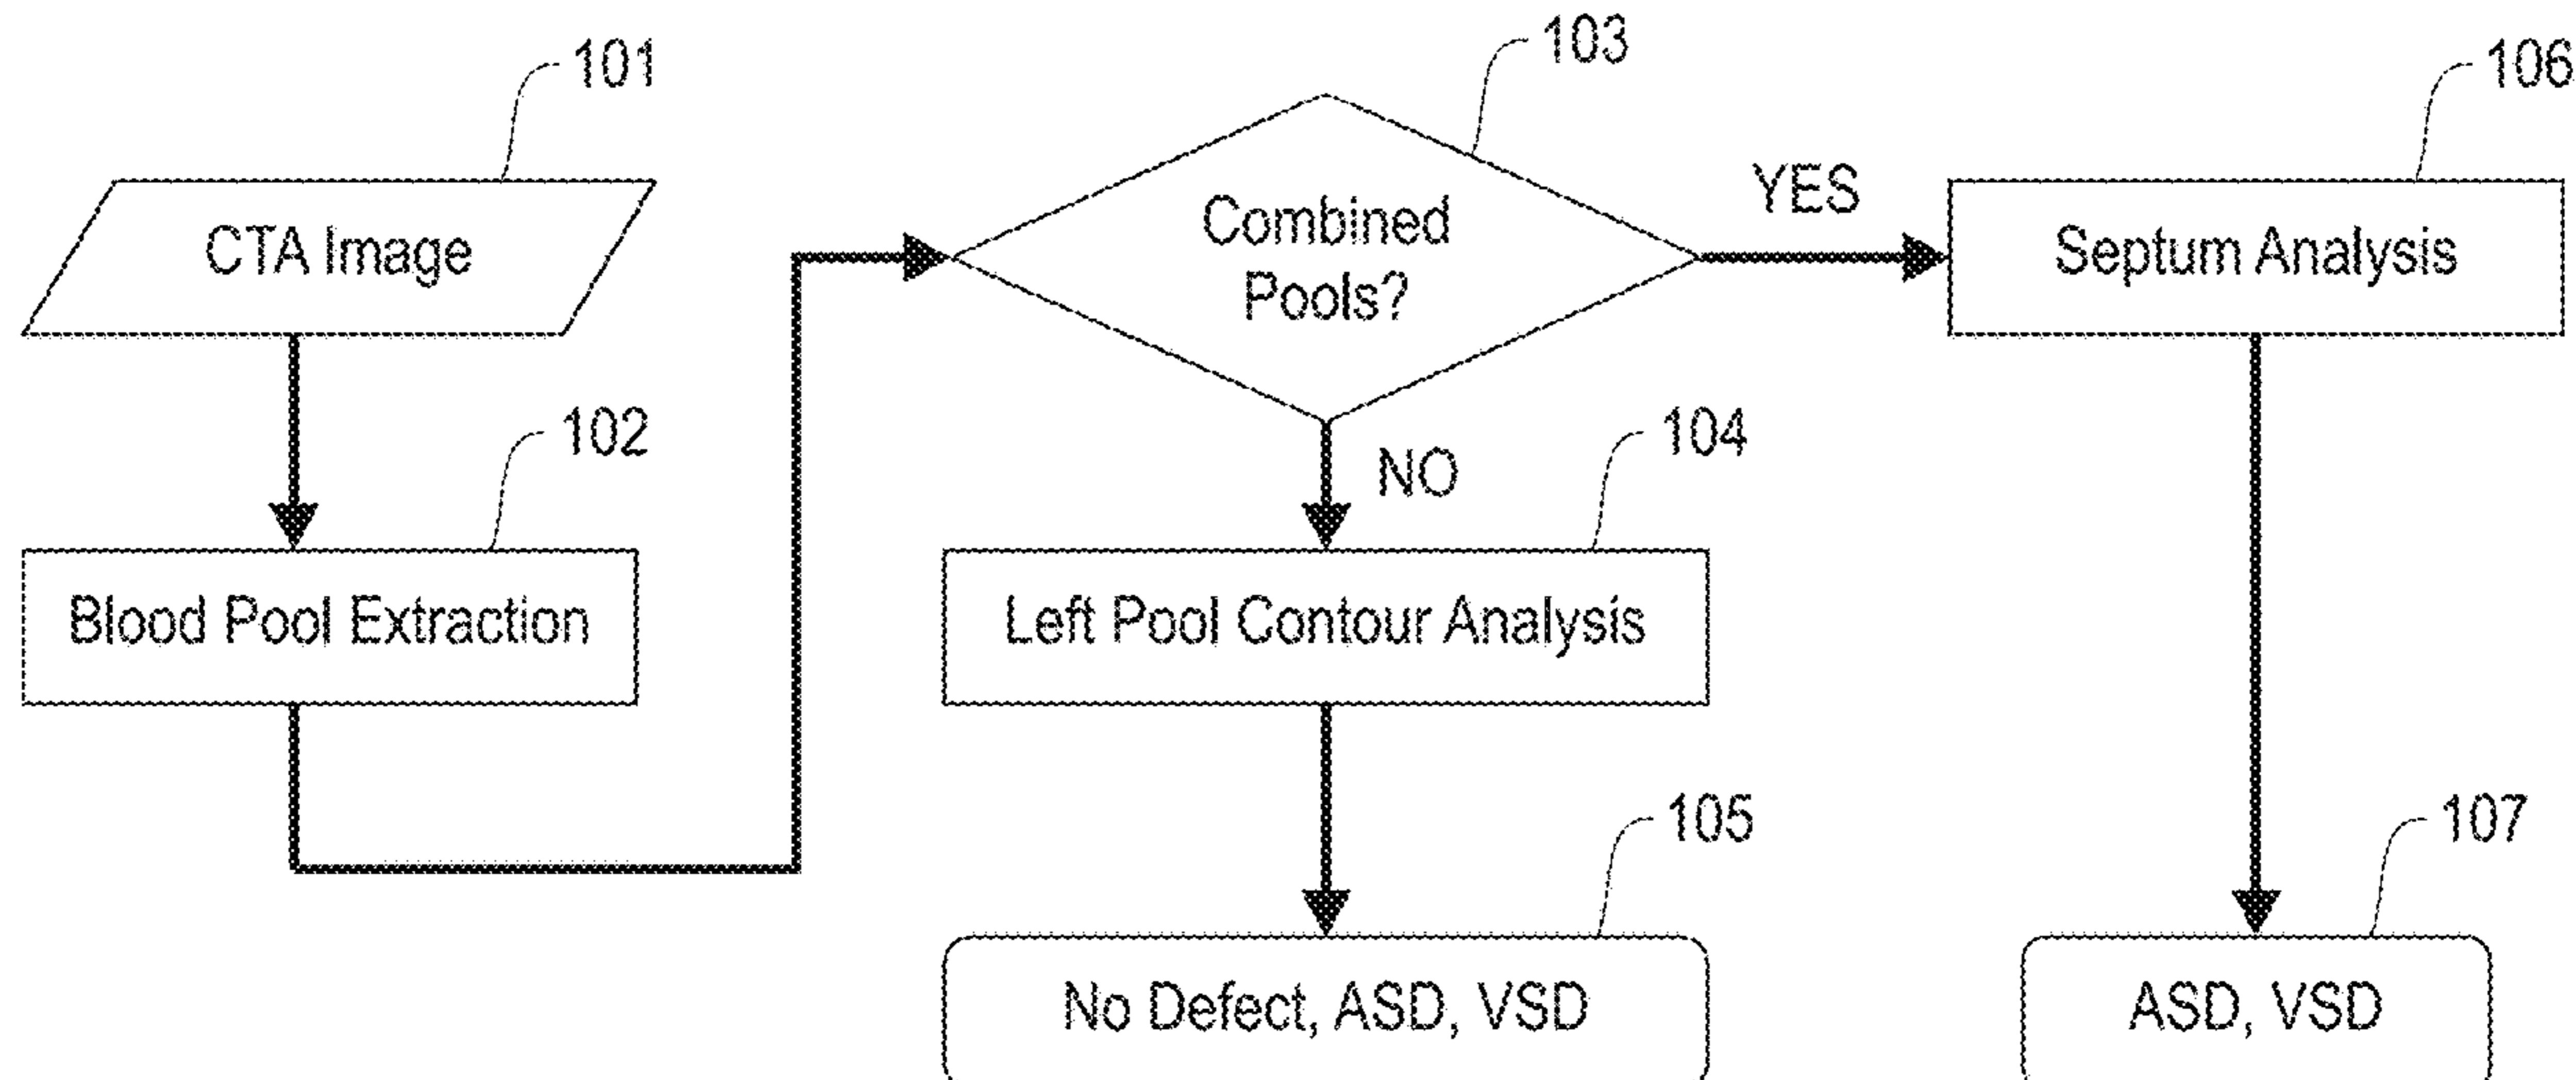 101
CTA Image
102
Blood Pool Extraction
103
Combined
Pools?
YES
NO
104
Left Pool Contour Analysis
105
No Defect, ASD, VSD
106
Septum Analysis
107
ASD, VSD